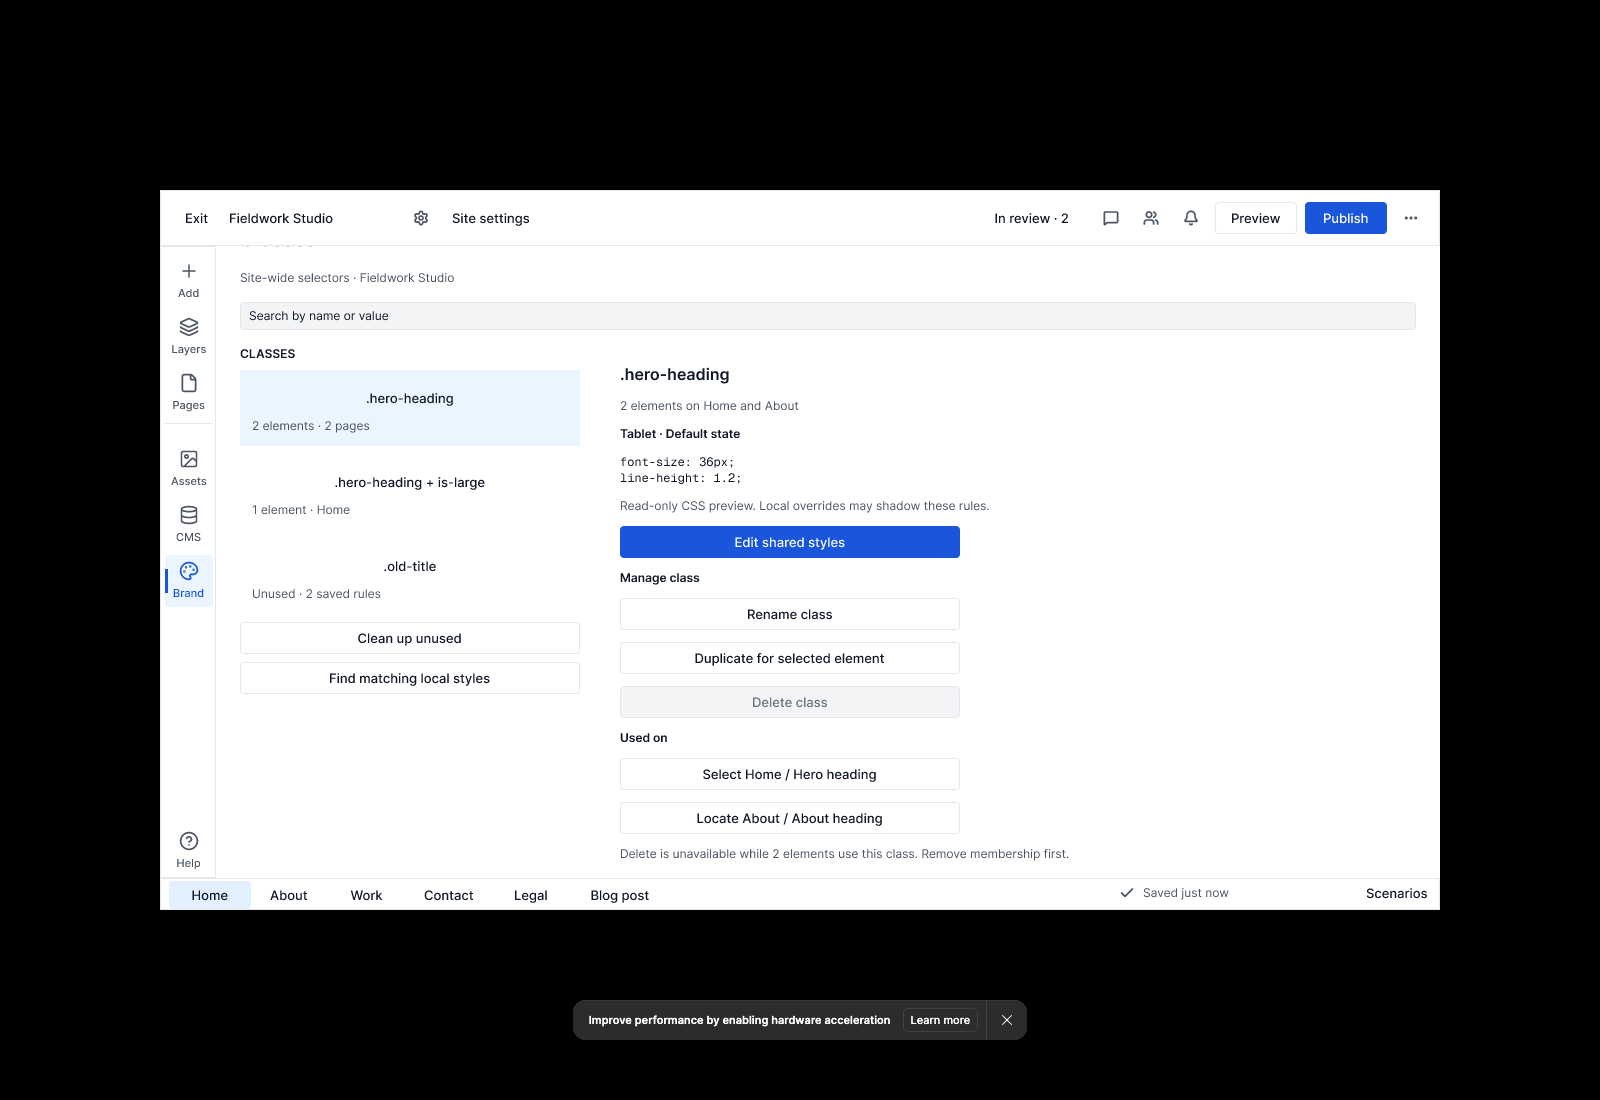 Exit
Fieldwork Studio
Site settings
In review · 2
Preview
Publish
Add
Layers
Pages
Assets
CMS
Brand
Help
Site-wide selectors · Fieldwork Studio
Search by name or value
CLASSES
.hero-heading
2 elements · 2 pages
.hero-heading + is-large
1 element · Home
.old-title
Unused · 2 saved rules
Clean up unused
Find matching local styles
.hero-heading
2 elements on Home and About
Tablet · Default state
font-size: 36px;
line-height: 1.2;
Read-only CSS preview. Local overrides may shadow these rules.
Edit shared styles
Manage class
Rename class
Duplicate for selected element
Delete class
Used on
Select Home / Hero heading
Locate About / About heading
Delete is unavailable while 2 elements use this class. Remove membership first.
Home
About
Work
Contact
Legal
Blog post
Saved just now
Scenarios
Improve performance by enabling hardware acceleration
Learn more